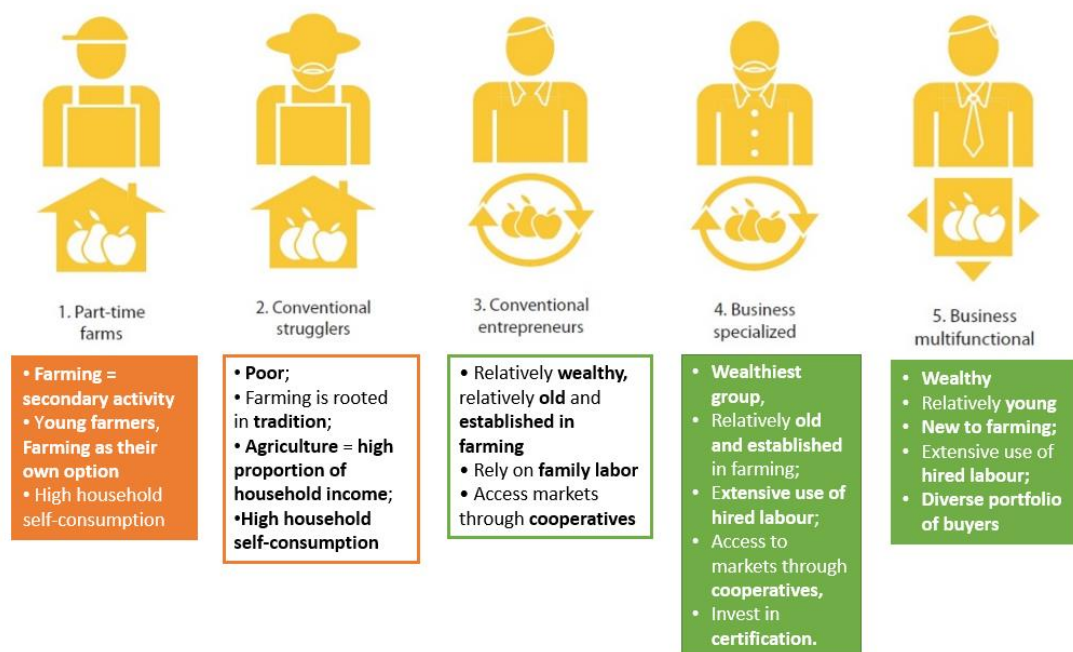 1. Part-time
farms
2. Conventional
strugglers
3. Conventional
entrepreneurs
4. Business
specialized
5. Business
multifunctional
• Farming =
secondary activity
• Young farmers,
Farming as their
own option
• High household
self-consumption
• Poor;
• Farming is rooted
in tradition;
• Agriculture = high
proportion of
household income;
•High household
self-consumption
• Relatively wealthy,
relatively old and
established in
farming
• Rely on family labor
• Access markets
through cooperatives
• Wealthiest
group,
• Relatively old
and established
in farming;
• Extensive use of
hired labour;
• Access to
markets through
cooperatives,
• Invest in
certification.
• Wealthy
• Relatively young
• New to farming;
• Extensive use of
hired labour;
• Diverse portfolio
of buyers